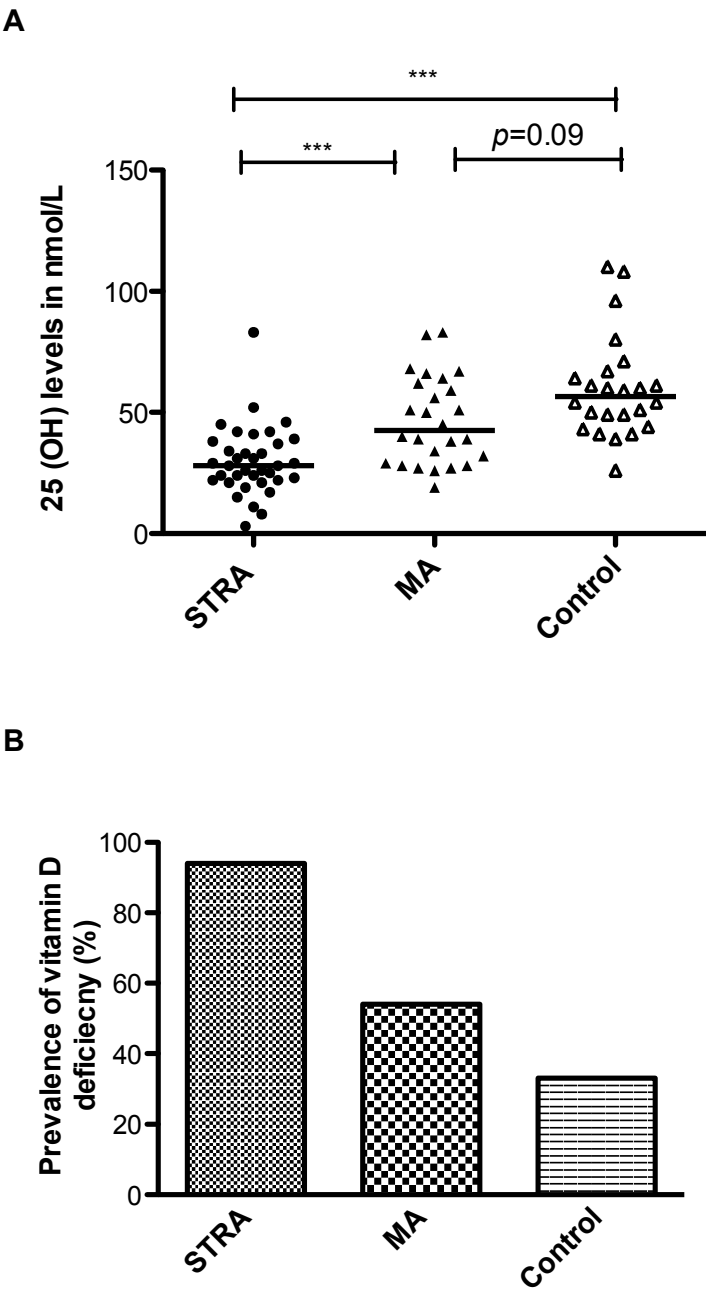 A
***
***
p=0.09
25 (OH) levels in nmol/L
150
100
50
0
STRA
MA
Control
B
Prevalence of vitamin D
deficiecny (%)
100
80
60
40
20
0
STRA
MA
Control